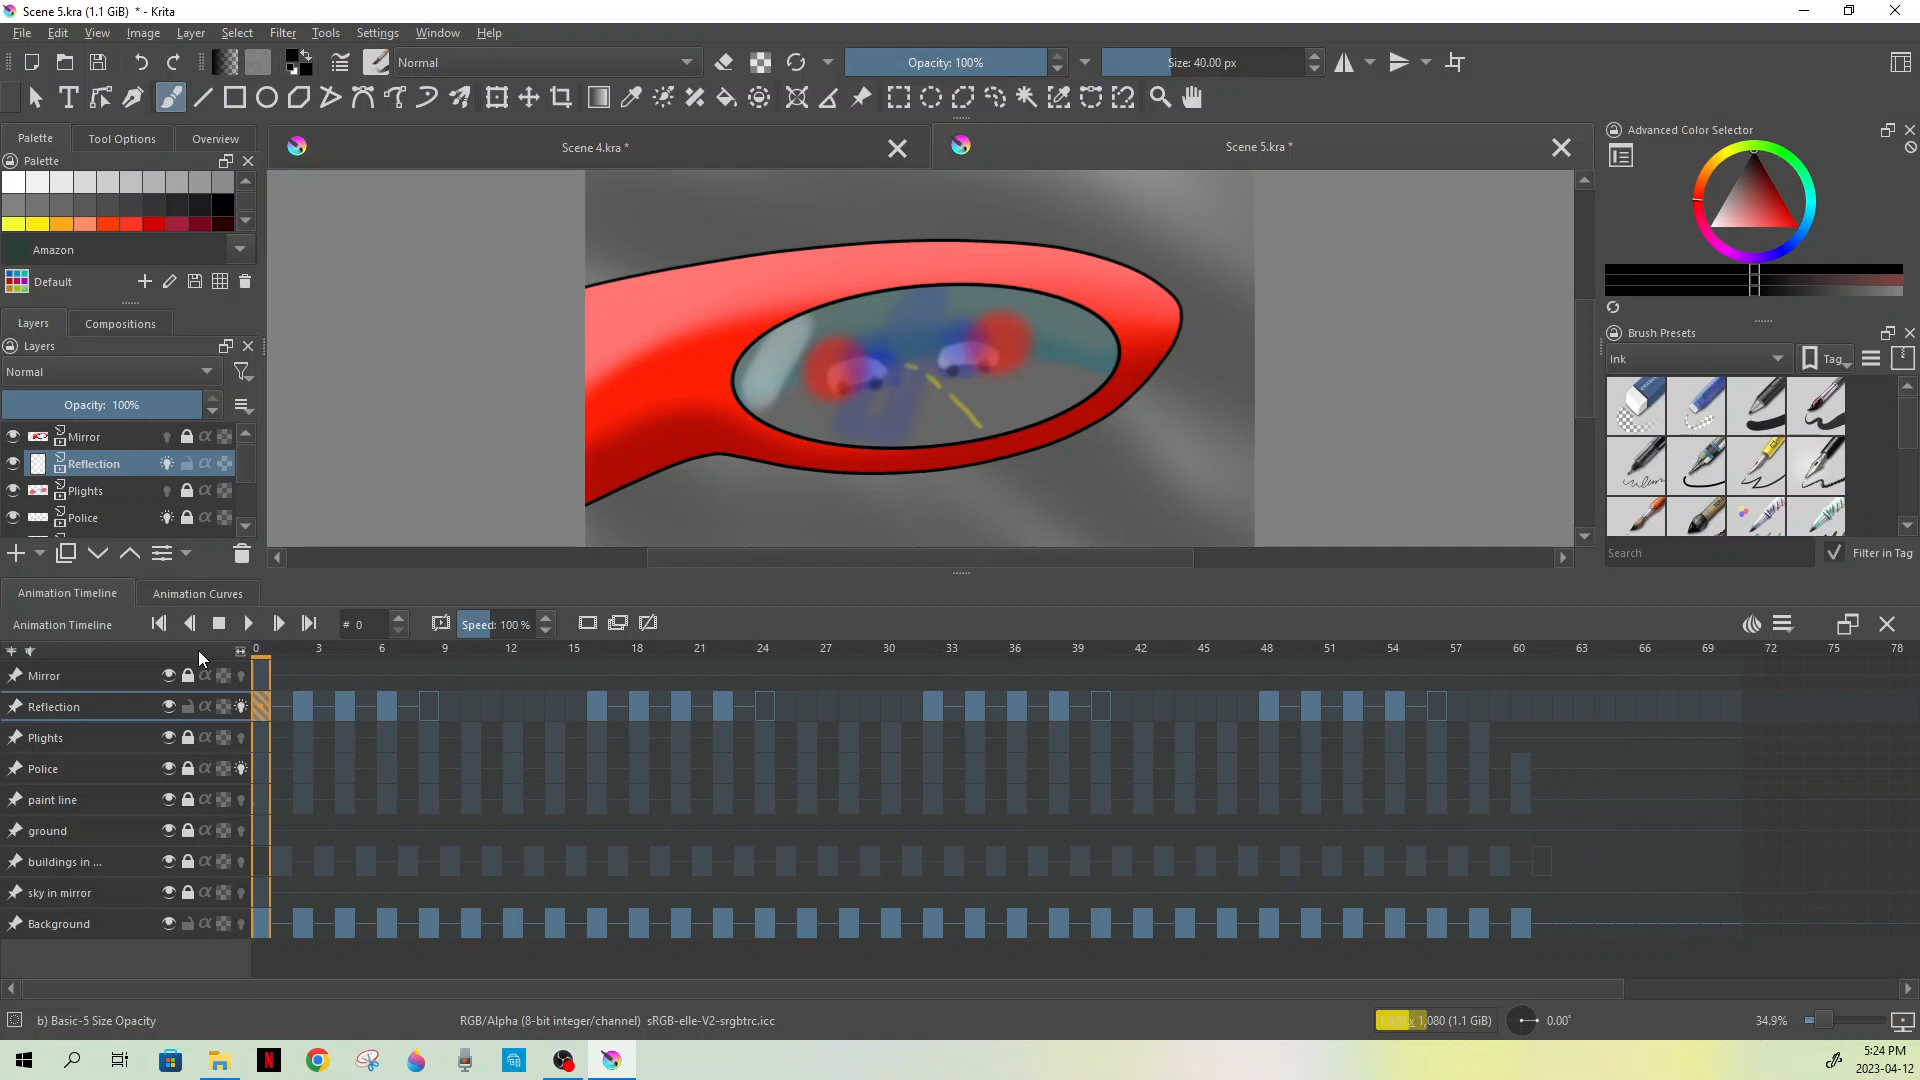 Scene 5.kra (1.1 GiB) * - Krita
File Edit View Image Layer Select Filter Tools Settings Window Help
Normal Opacity: 100% Size: 40.00 px
Palette Tool Options Overview
Scene 4.kra * Scene 5.kra *
Palette
Amazon
Default
Layers Compositions
Layers
Normal
Opacity: 100%
Mirror
Reflection
Plights
Police
Advanced Color Selector
Brush Presets
Ink Tag
Search Filter in Tag
Animation Timeline Animation Curves
Animation Timeline # 0 Speed: 100 %
0 3 6 9 12 15 18 21 24 27 30 33 36 39 42 45 48 51 54 57 60 63 66 69 72 75 78
Mirror
Reflection
Plights
Police
paint line
ground
buildings in ...
sky in mirror
Background
b) Basic-5 Size Opacity RGB/Alpha (8-bit integer/channel) sRGB-elle-V2-srgbtrc.icc 1,920 x 1,080 (1.1 GiB) 0.00° 34.9%
5:24 PM
2023-04-12